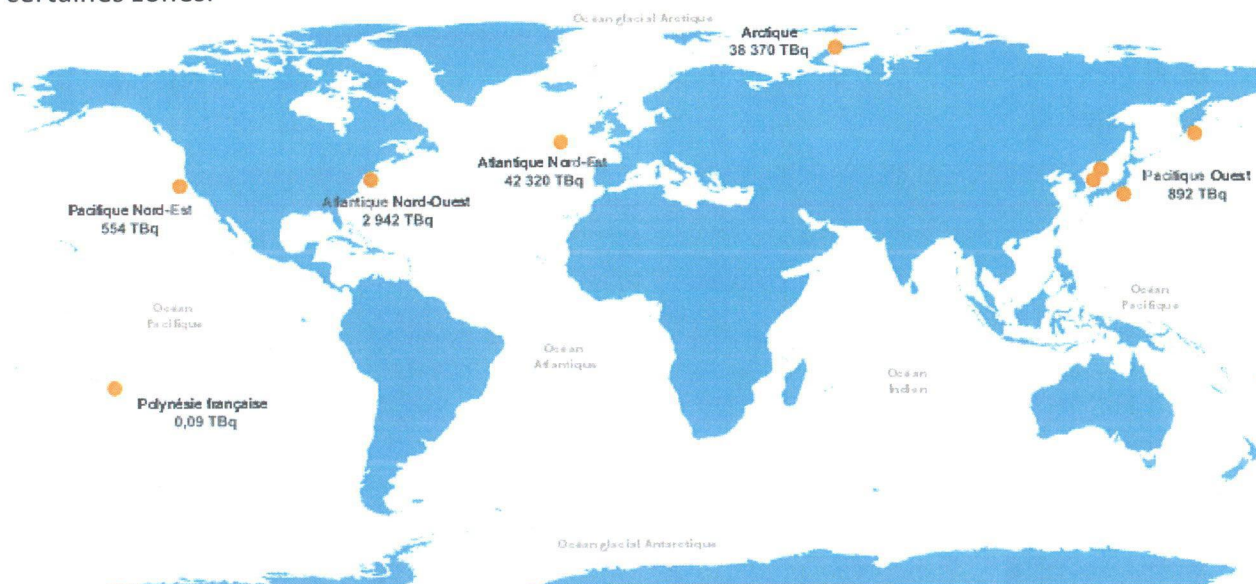 certaines zones.
Océan glacial Arctique
Arctique
38 370 TBq
Atlantique Nord-Est
42 320 TBq
Pacifique Ouest
892 TBq
Atlantique Nord-Ouest
2 942 TBq
Pacifique Nord-Est
554 TBq
Océan
Pacifique
Océan
Pacifique
Océan
Atlantique
Océan
Indien
Polynésie française
0,09 TBq
Océan glacial Antarctique